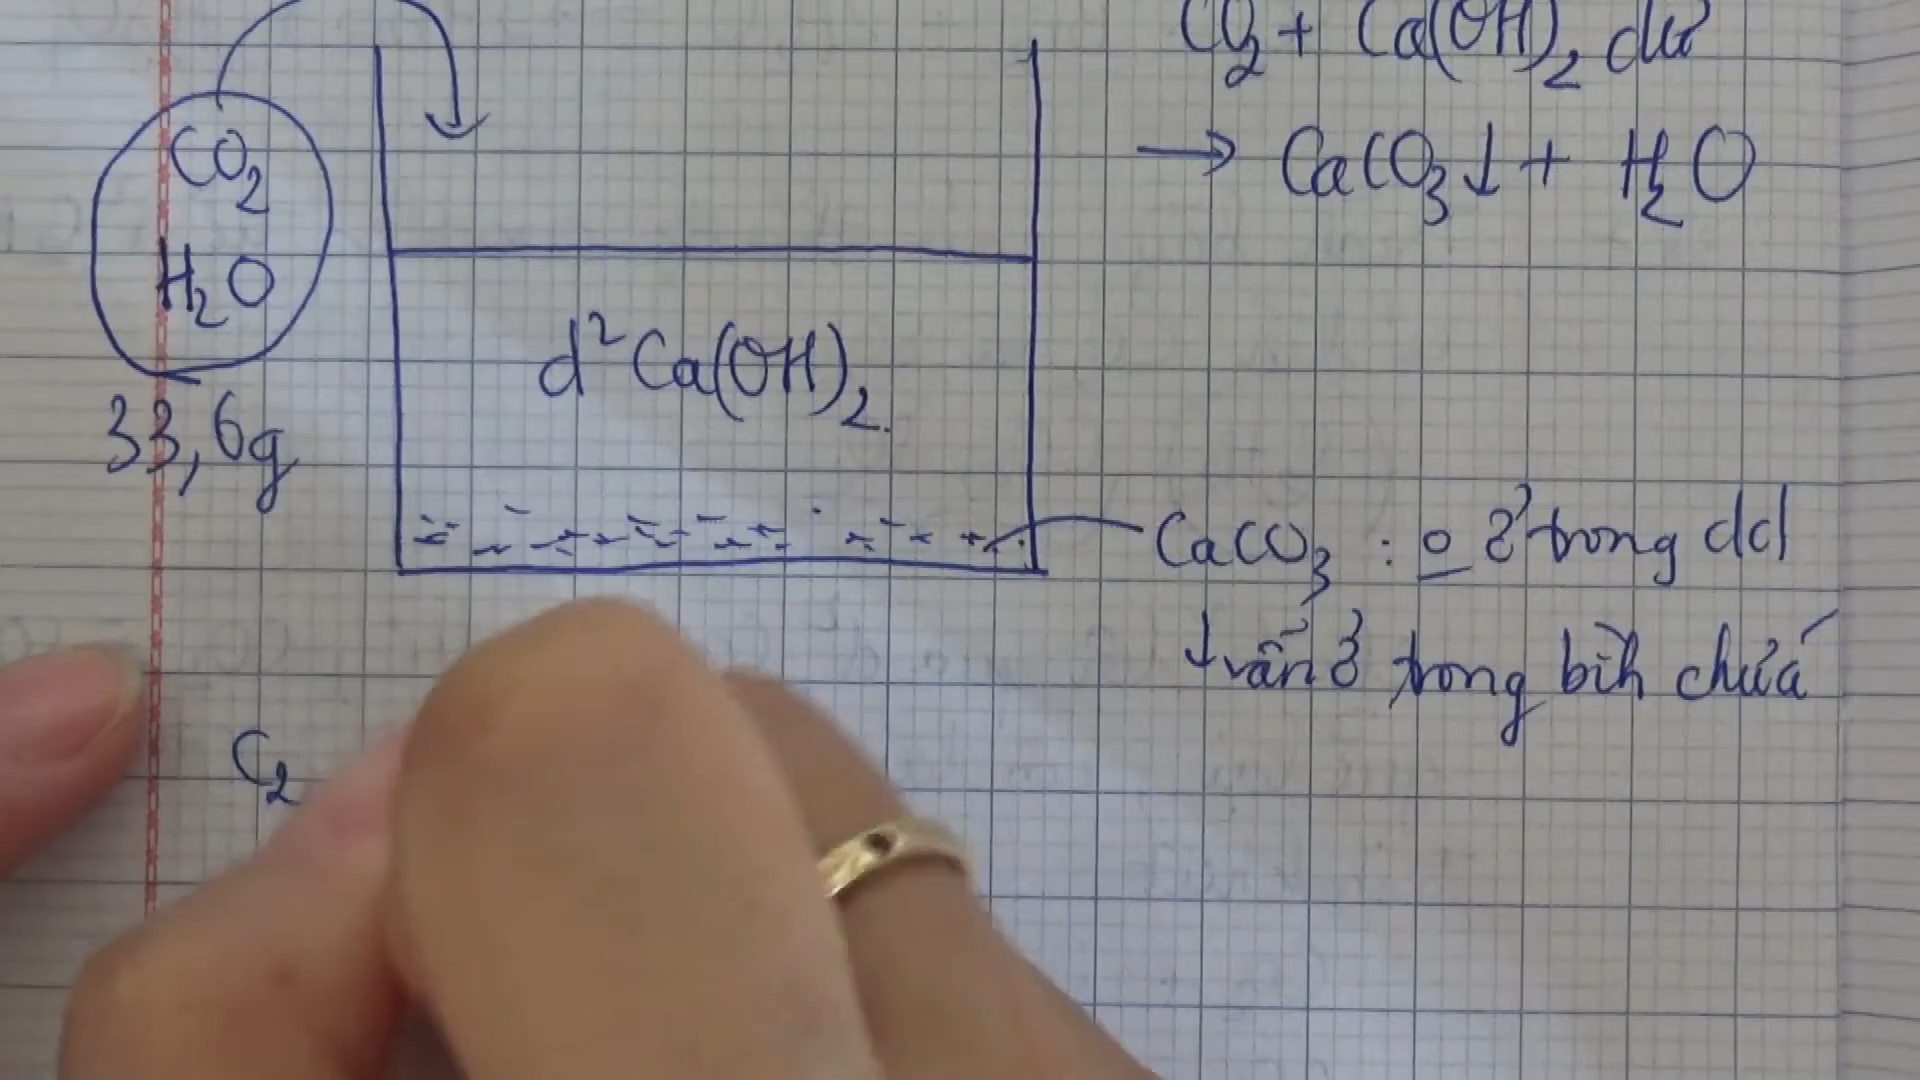 CO₂ + Ca(OH)₂ dư
→ CaCO₃↓ + H₂O
CO₂
H₂O
33,6g
d² Ca(OH)₂.
CaCO₃ : o ở trong dd
↓ vẫn ở trong bìh chứa
C₂